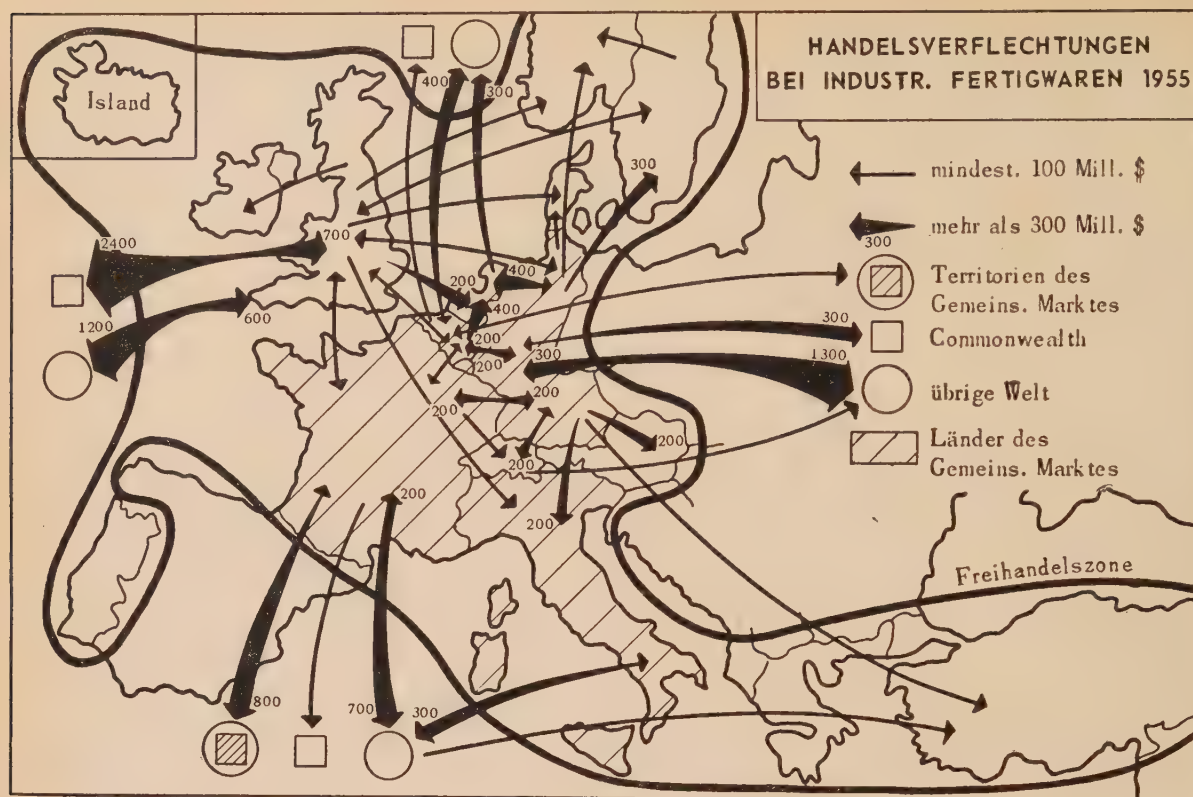 HANDELSVERFLECHTUNGEN
BEI INDUSTR. FERTIGWAREN 1955
Island
mindest. 100 Mill. $
mehr als 300 Mill. $
300
Territorien des
Gemeins. Marktes
Commonwealth
übrige Welt
Länder des
Gemeins. Marktes
Freihandelszone
400
300
300
2400
700
1200
600
200
400
400
200
200
300
300
1300
200
200
200
200
200
200
800
700
300